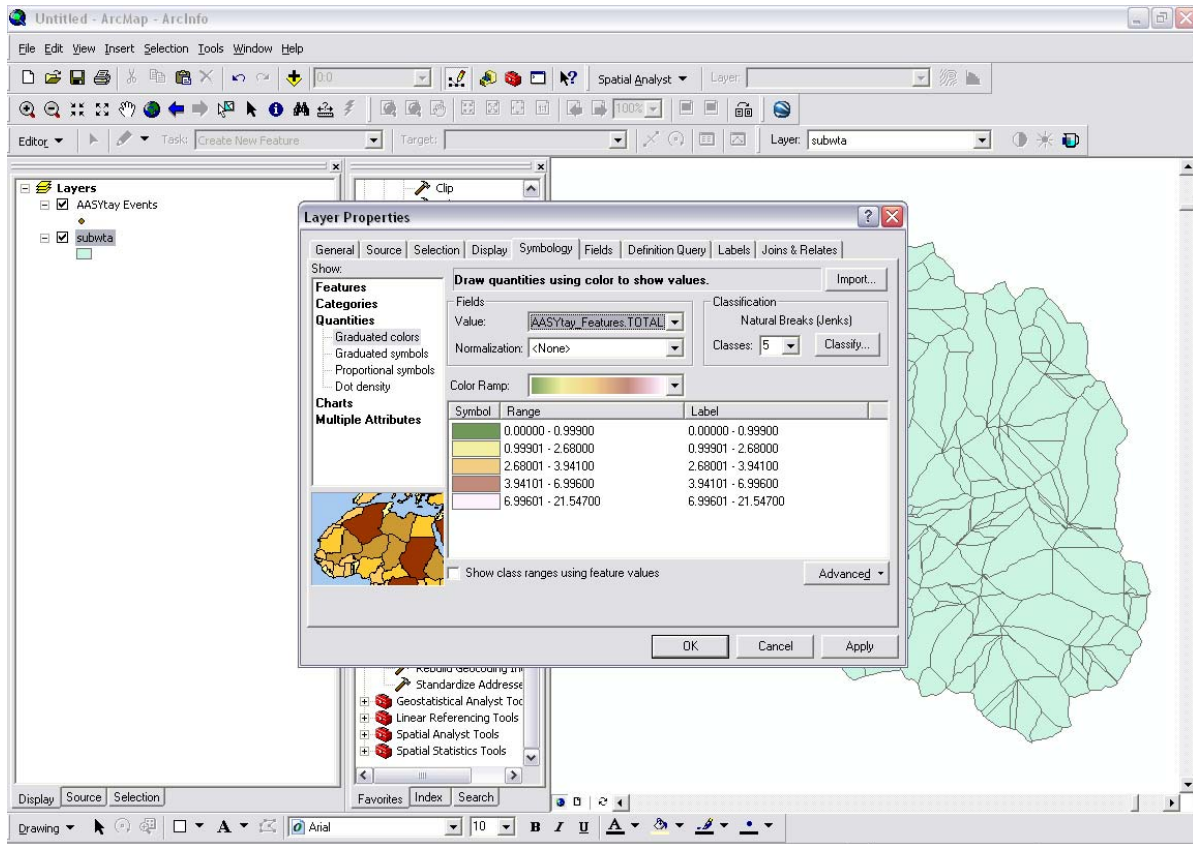 Untitled - ArcMap - ArcInfo
File Edit View Insert Selection Tools Window Help
0:0
Spatial Analyst
Layer:
100%
Editor
Task: Create New Feature
Target:
Layer: subwta
Layers
AASYtay Events
subwta
Clip
Layer Properties
General Source Selection Display Symbology Fields Definition Query Labels Joins & Relates
Show:
Features
Categories
Quantities
Graduated colors
Graduated symbols
Proportional symbols
Dot density
Charts
Multiple Attributes
Draw quantities using color to show values.
Import...
Fields
Value: AASYtay_Features.TOTAL
Normalization: <None>
Classification
Natural Breaks (Jenks)
Classes: 5 Classify...
Color Ramp:
Symbol Range Label
0.00000 - 0.99900 0.00000 - 0.99900
0.99901 - 2.68000 0.99901 - 2.68000
2.68001 - 3.94100 2.68001 - 3.94100
3.94101 - 6.99600 3.94101 - 6.99600
6.99601 - 21.54700 6.99601 - 21.54700
Show class ranges using feature values
Advanced
OK Cancel Apply
Rebuild Geocoding In
Standardize Addresse
Geostatistical Analyst Too
Linear Referencing Tools
Spatial Analyst Tools
Spatial Statistics Tools
Display Source Selection
Favorites Index Search
Drawing
A
Arial
10
B I U A